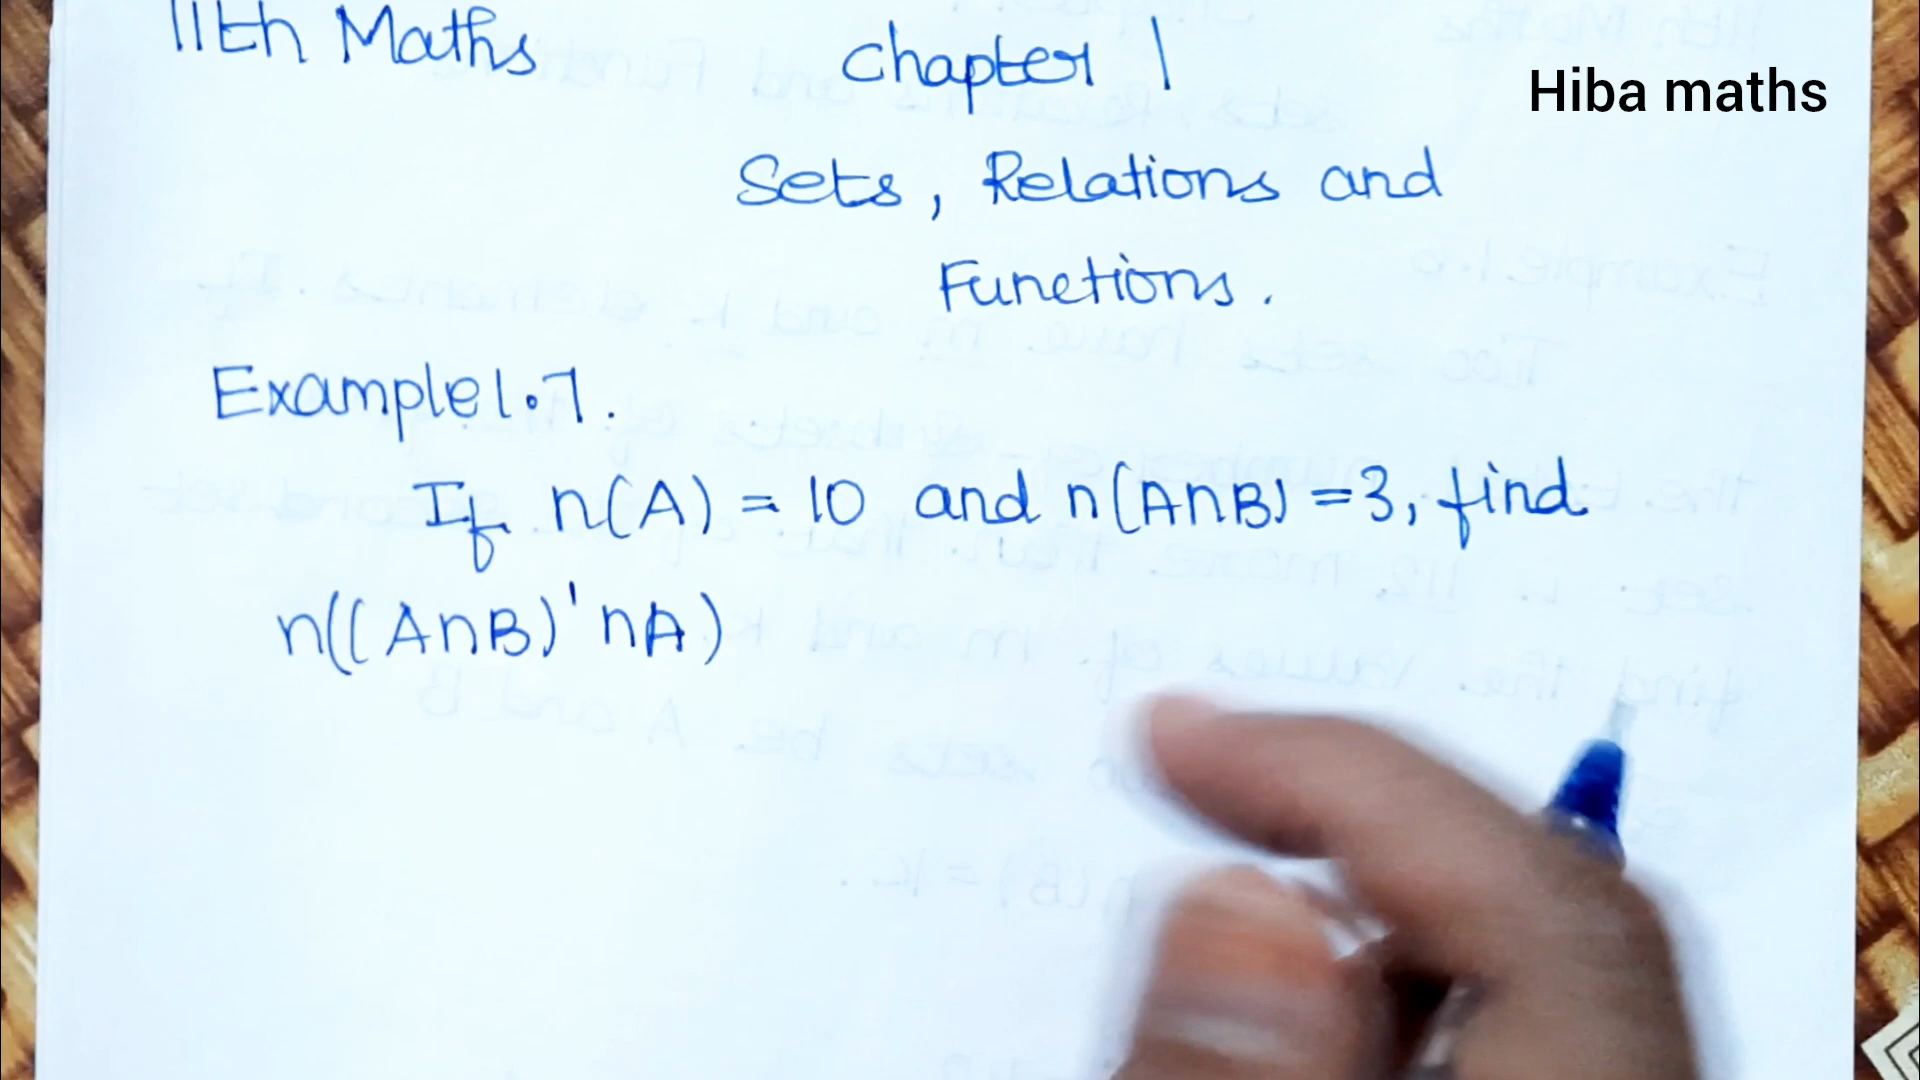 11th Maths Chapter 1
Hiba maths
Sets, Relations and
Functions.
Example 1.7.
If n(A) = 10 and n(A∩B) = 3, find
n((A∩B)'∩A)